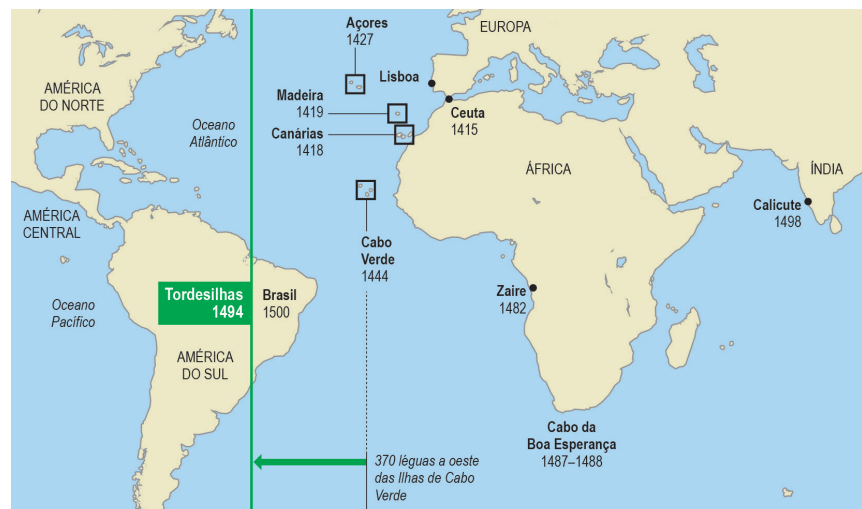 Açores
1427
EUROPA
AMÉRICA
DO NORTE
Lisboa
Madeira
1419
Ceuta
1415
Oceano
Atlântico
Canárias
1418
ÁFRICA
ÍNDIA
Calicute
1498
AMÉRICA
CENTRAL
Cabo
Verde
1444
Tordesilhas
1494
Brasil
1500
Zaire
1482
Oceano
Pacífico
AMÉRICA
DO SUL
Cabo da
Boa Esperança
1487–1488
370 léguas a oeste
das Ilhas de Cabo
Verde